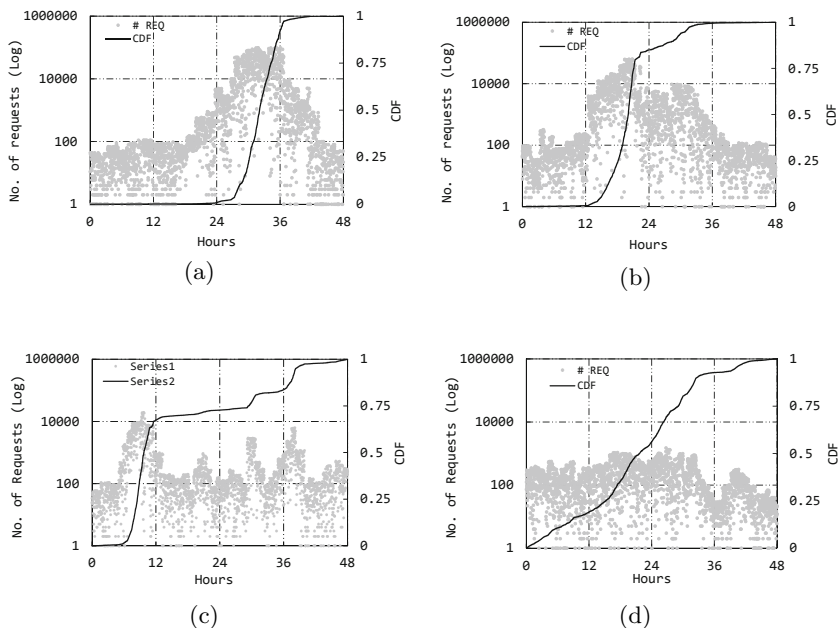 1000000
10000
100
1
No. of requests (Log)
# REQ
CDF
1
0.75
0.5
0.25
0
CDF
0 12 24 36 48
Hours
(a)
1000000
10000
100
1
No. of requests (Log)
# REQ
CDF
1
0.75
0.5
0.25
0
CDF
0 12 24 36 48
Hours
(b)
1000000
10000
100
1
No. of Requests (Log)
Series1
Series2
1
0.75
0.5
0.25
0
CDF
0 12 24 36 48
Hours
(c)
1000000
10000
100
1
No. of Requests (Log)
# REQ
CDF
1
0.75
0.5
0.25
0
CDF
0 12 24 36 48
Hours
(d)